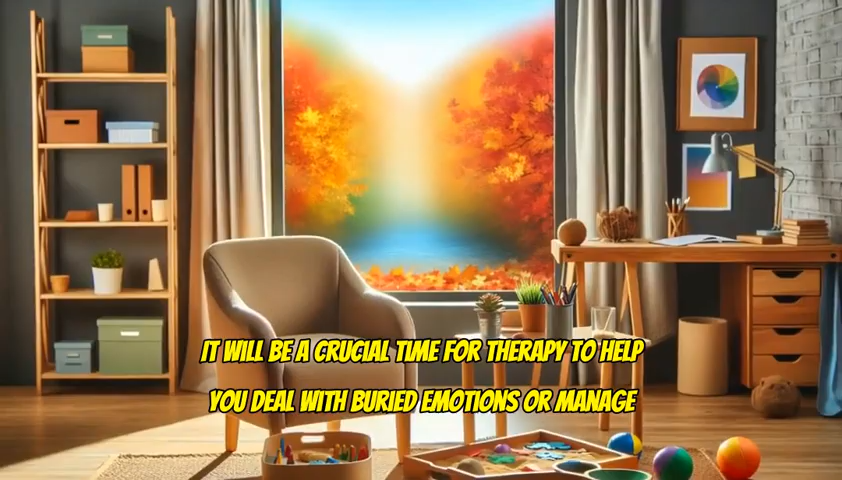 IT WILL BE A CRUCIAL TIME FOR THERAPY TO HELP
YOU DEAL WITH BURIED EMOTIONS OR MANAGE